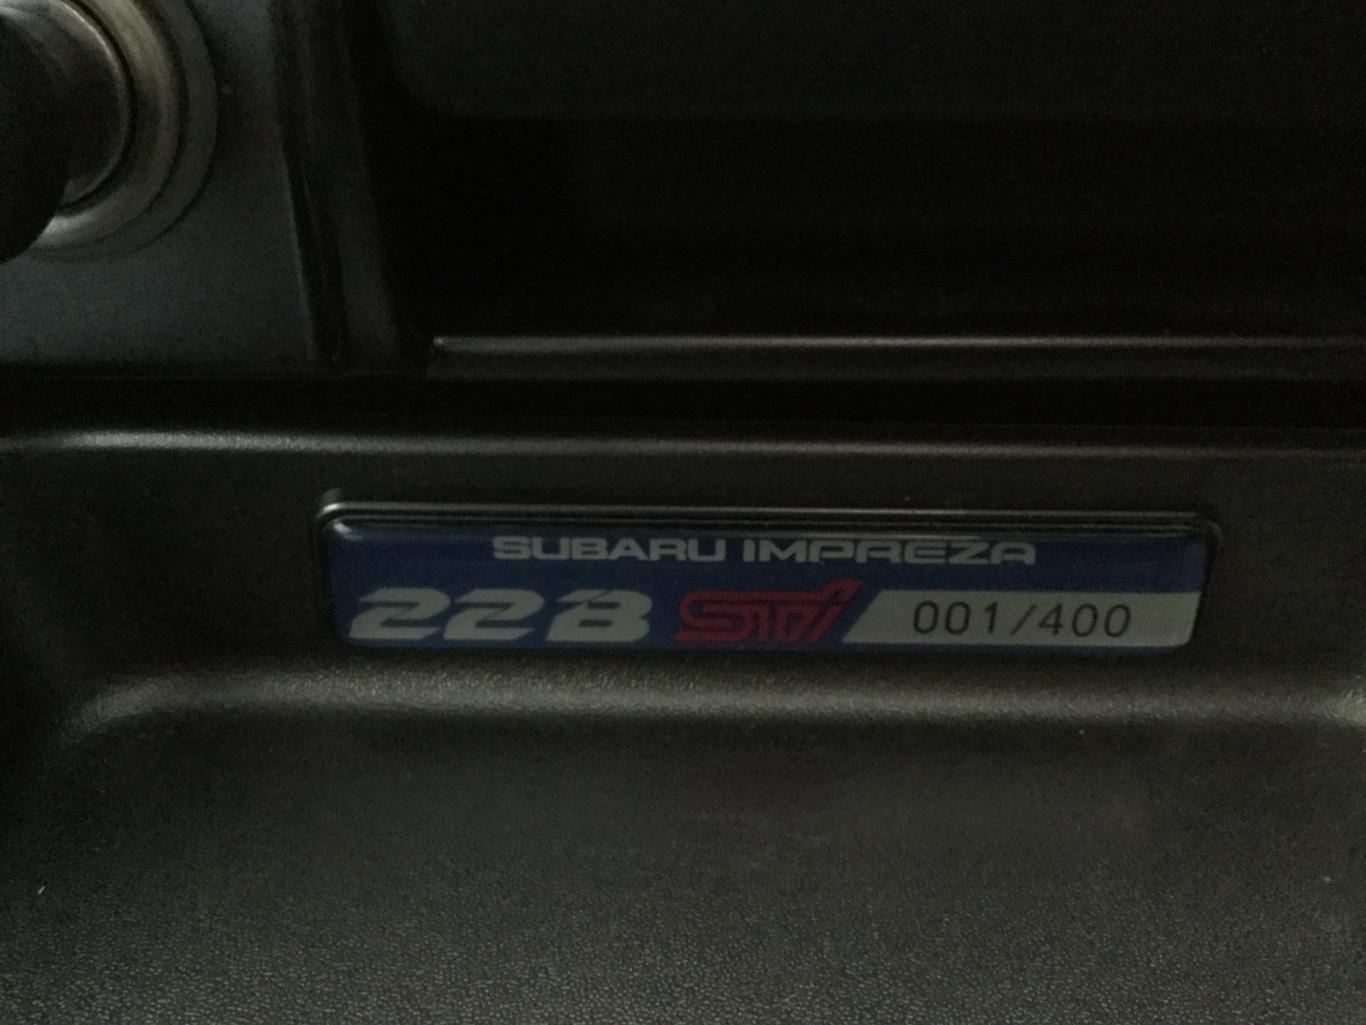 SUBARU IMPREZA
22B STi 001/400